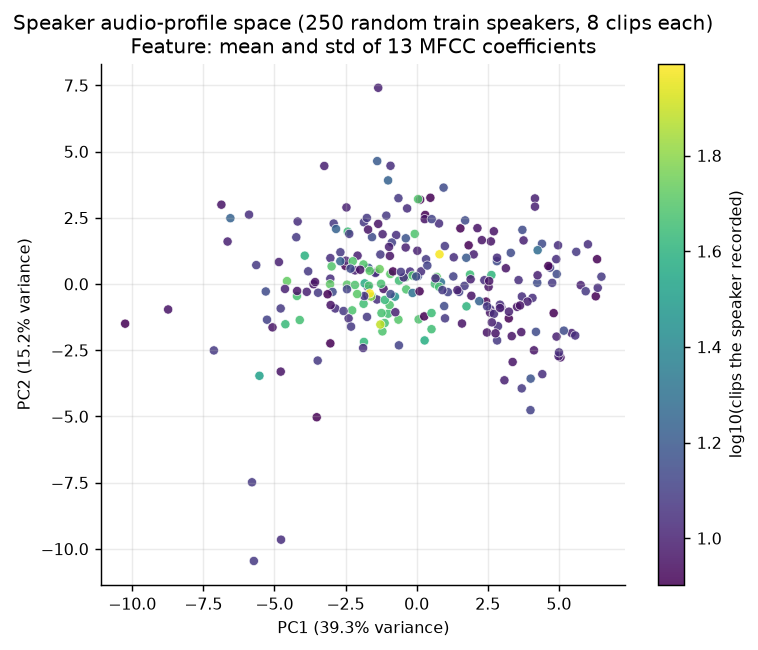 Speaker audio-profile space (250 random train speakers, 8 clips each)
Feature: mean and std of 13 MFCC coefficients
7.5
5.0
2.5
0.0
−2.5
−5.0
−7.5
−10.0
PC2 (15.2% variance)
−10.0 −7.5 −5.0 −2.5 0.0 2.5 5.0
PC1 (39.3% variance)
1.8
1.6
1.4
1.2
1.0
log10(clips the speaker recorded)